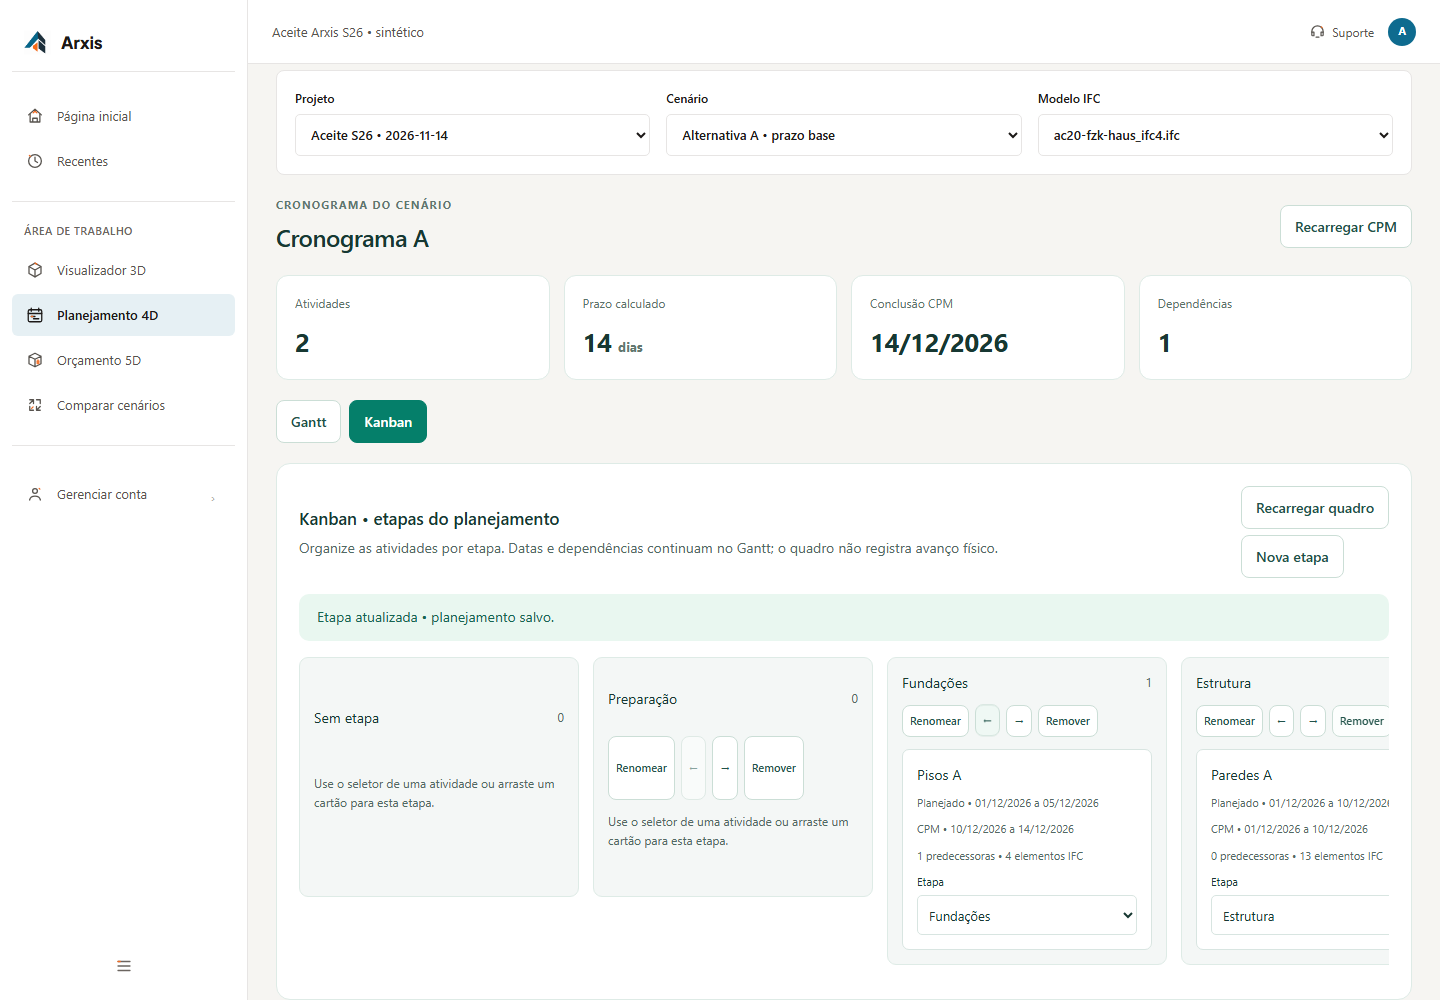 Arxis
Página inicial
Recentes
ÁREA DE TRABALHO
Visualizador 3D
Planejamento 4D
Orçamento 5D
Comparar cenários
Gerenciar conta
Aceite Arxis S26 • sintético
Suporte
A
Projeto
Cenário
Modelo IFC
Aceite S26 • 2026-11-14
Alternativa A • prazo base
ac20-fzk-haus_ifc4.ifc
CRONOGRAMA DO CENÁRIO
Cronograma A
Recarregar CPM
Atividades
2
Prazo calculado
14 dias
Conclusão CPM
14/12/2026
Dependências
1
Gantt
Kanban
Kanban • etapas do planejamento
Organize as atividades por etapa. Datas e dependências continuam no Gantt; o quadro não registra avanço físico.
Recarregar quadro
Nova etapa
Etapa atualizada • planejamento salvo.
Sem etapa
0
Use o seletor de uma atividade ou arraste um
cartão para esta etapa.
Preparação
0
Renomear ← → Remover
Use o seletor de uma atividade ou arraste um
cartão para esta etapa.
Fundações
1
Renomear ← → Remover
Pisos A
Planejado • 01/12/2026 a 05/12/2026
CPM • 10/12/2026 a 14/12/2026
1 predecessoras • 4 elementos IFC
Etapa
Fundações
Estrutura
Renomear ← → Remover
Paredes A
Planejado • 01/12/2026 a 10/12/2026
CPM • 01/12/2026 a 10/12/2026
0 predecessoras • 13 elementos IFC
Etapa
Estrutura